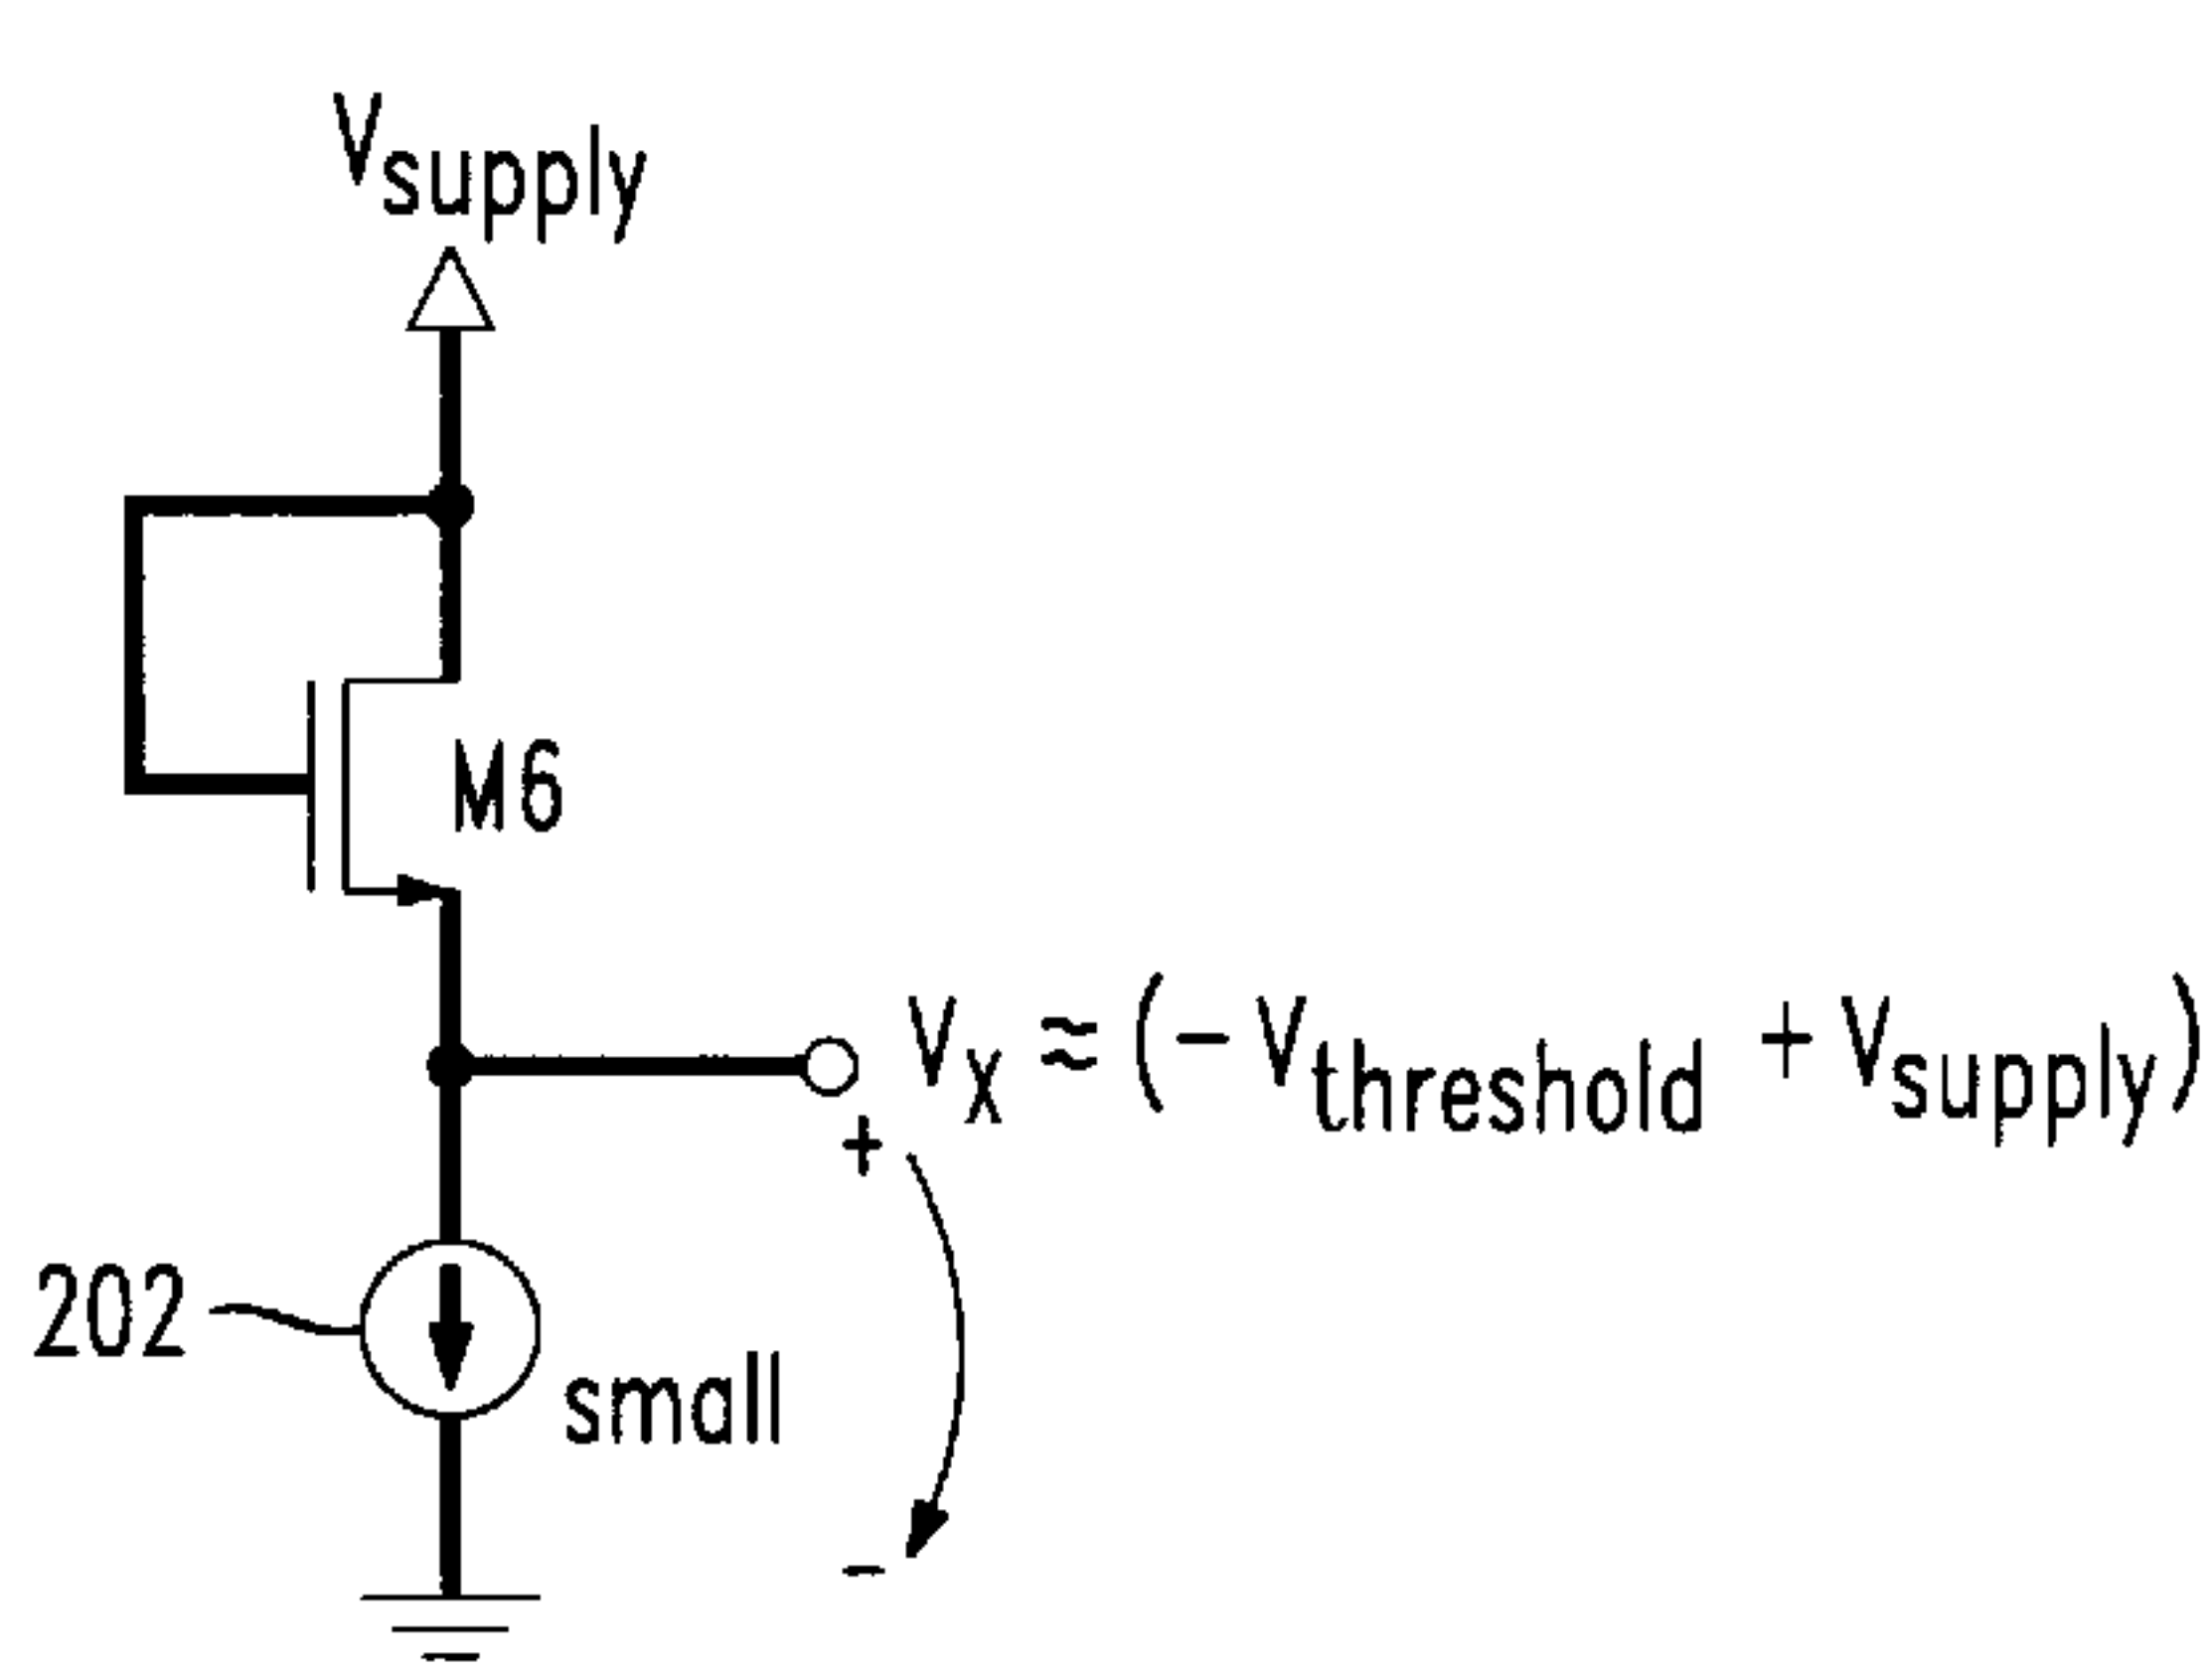 Vsupply
M6
Vx ≈ (- Vthreshold + Vsupply)
+
202
small
-